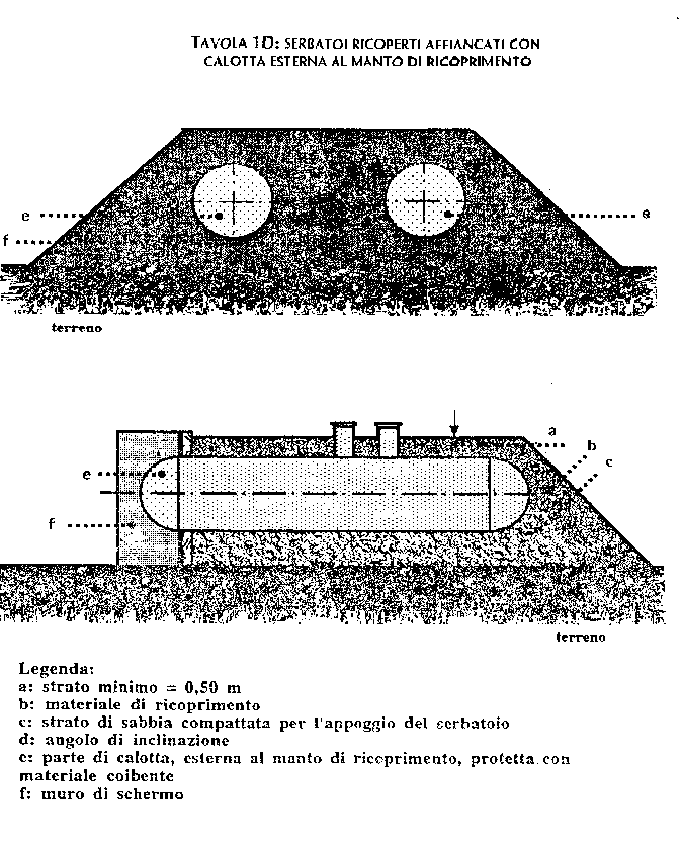 TAVOLA 1D: SERBATOI RICOPERTI AFFIANCATI CON
CALOTTA ESTERNA AL MANTO DI RICOPRIMENTO
e
e
f
terreno
a
b
c
e
f
terreno
Legenda:
a: strato minimo = 0,50 m
b: materiale di ricoprimento
c: strato di sabbia compattata per l'appoggio del serbatoio
d: angolo di inclinazione
e: parte di calotta, esterna al manto di ricoprimento, protetta con
materiale coibente
f: muro di schermo